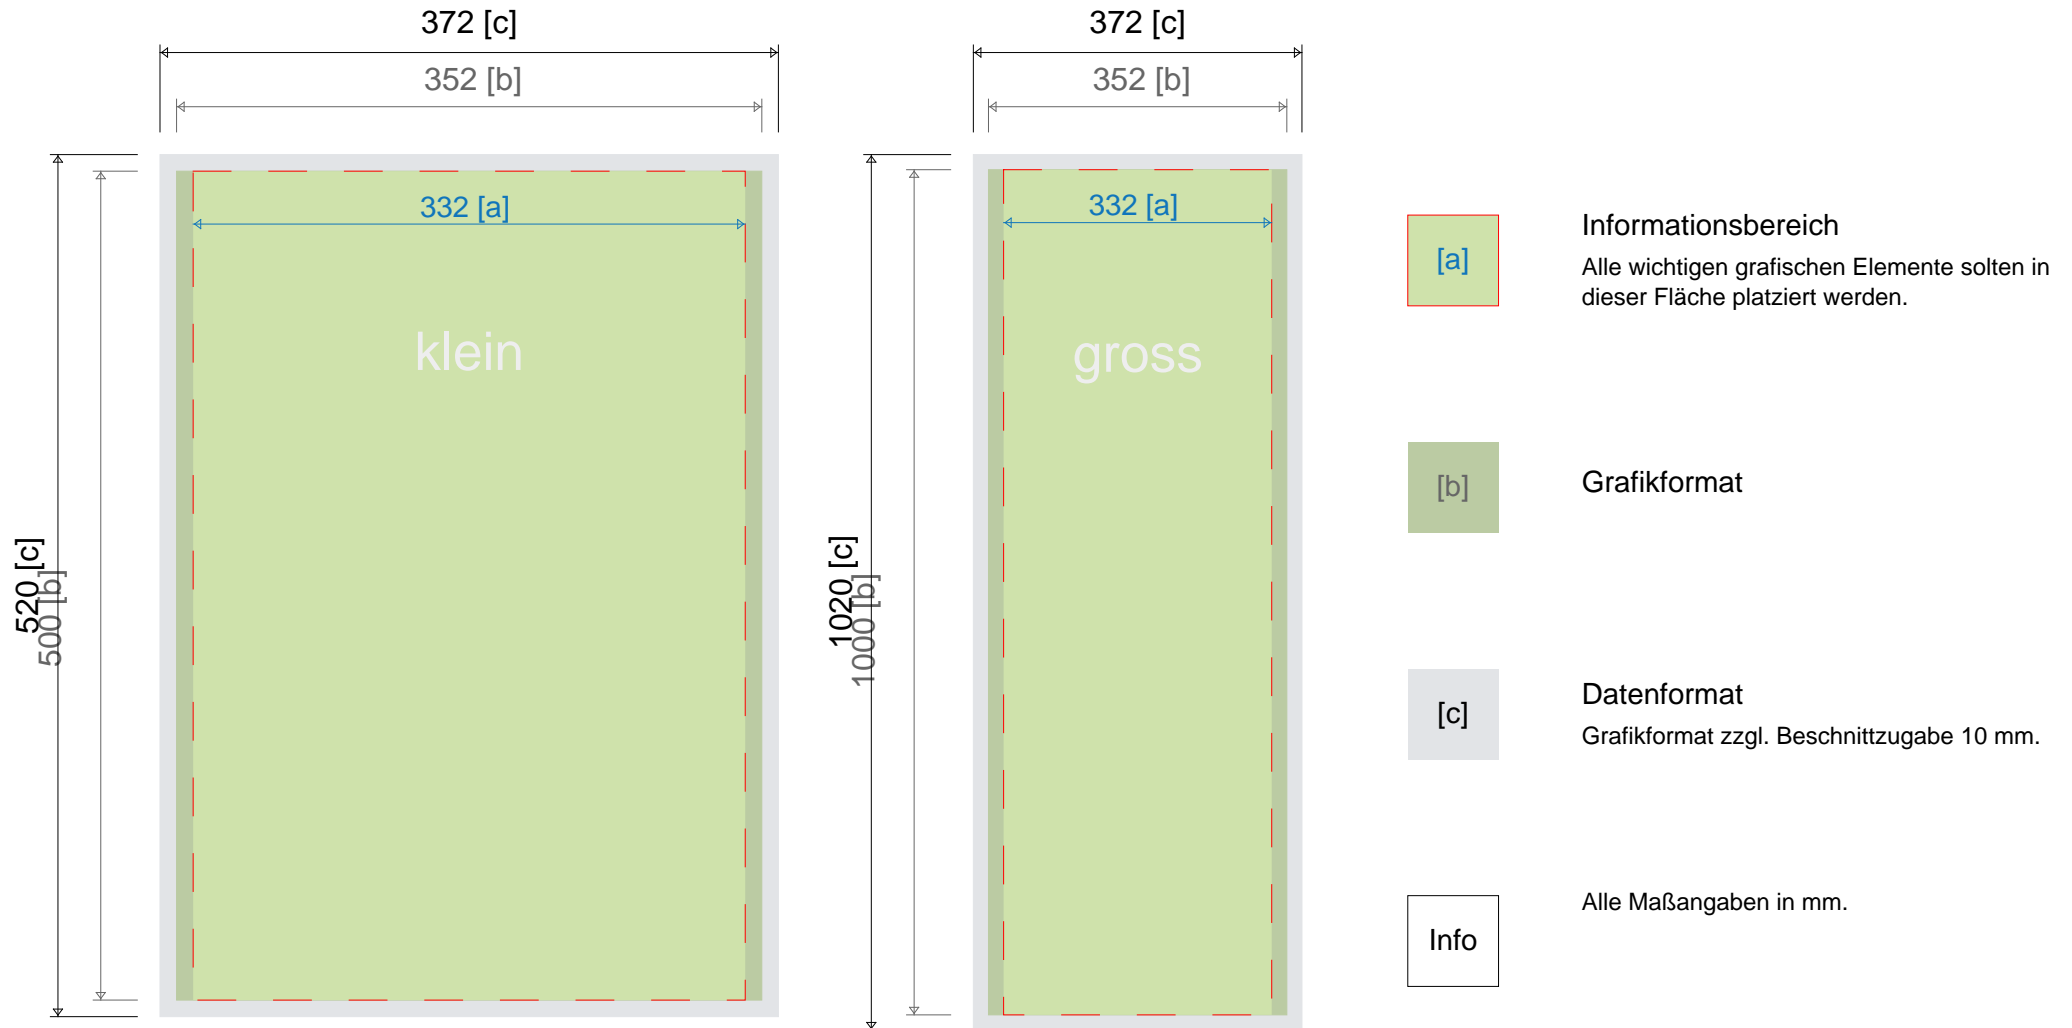 372 [c]
352 [b]
332 [a]
klein
520 [c]
500 [b]
372 [c]
352 [b]
332 [a]
gross
1020 [c]
1000 [b]
[a]
Informationsbereich
Alle wichtigen grafischen Elemente solten in
dieser Fläche platziert werden.
[b]
Grafikformat
[c]
Datenformat
Grafikformat zzgl. Beschnittzugabe 10 mm.
Info
Alle Maßangaben in mm.